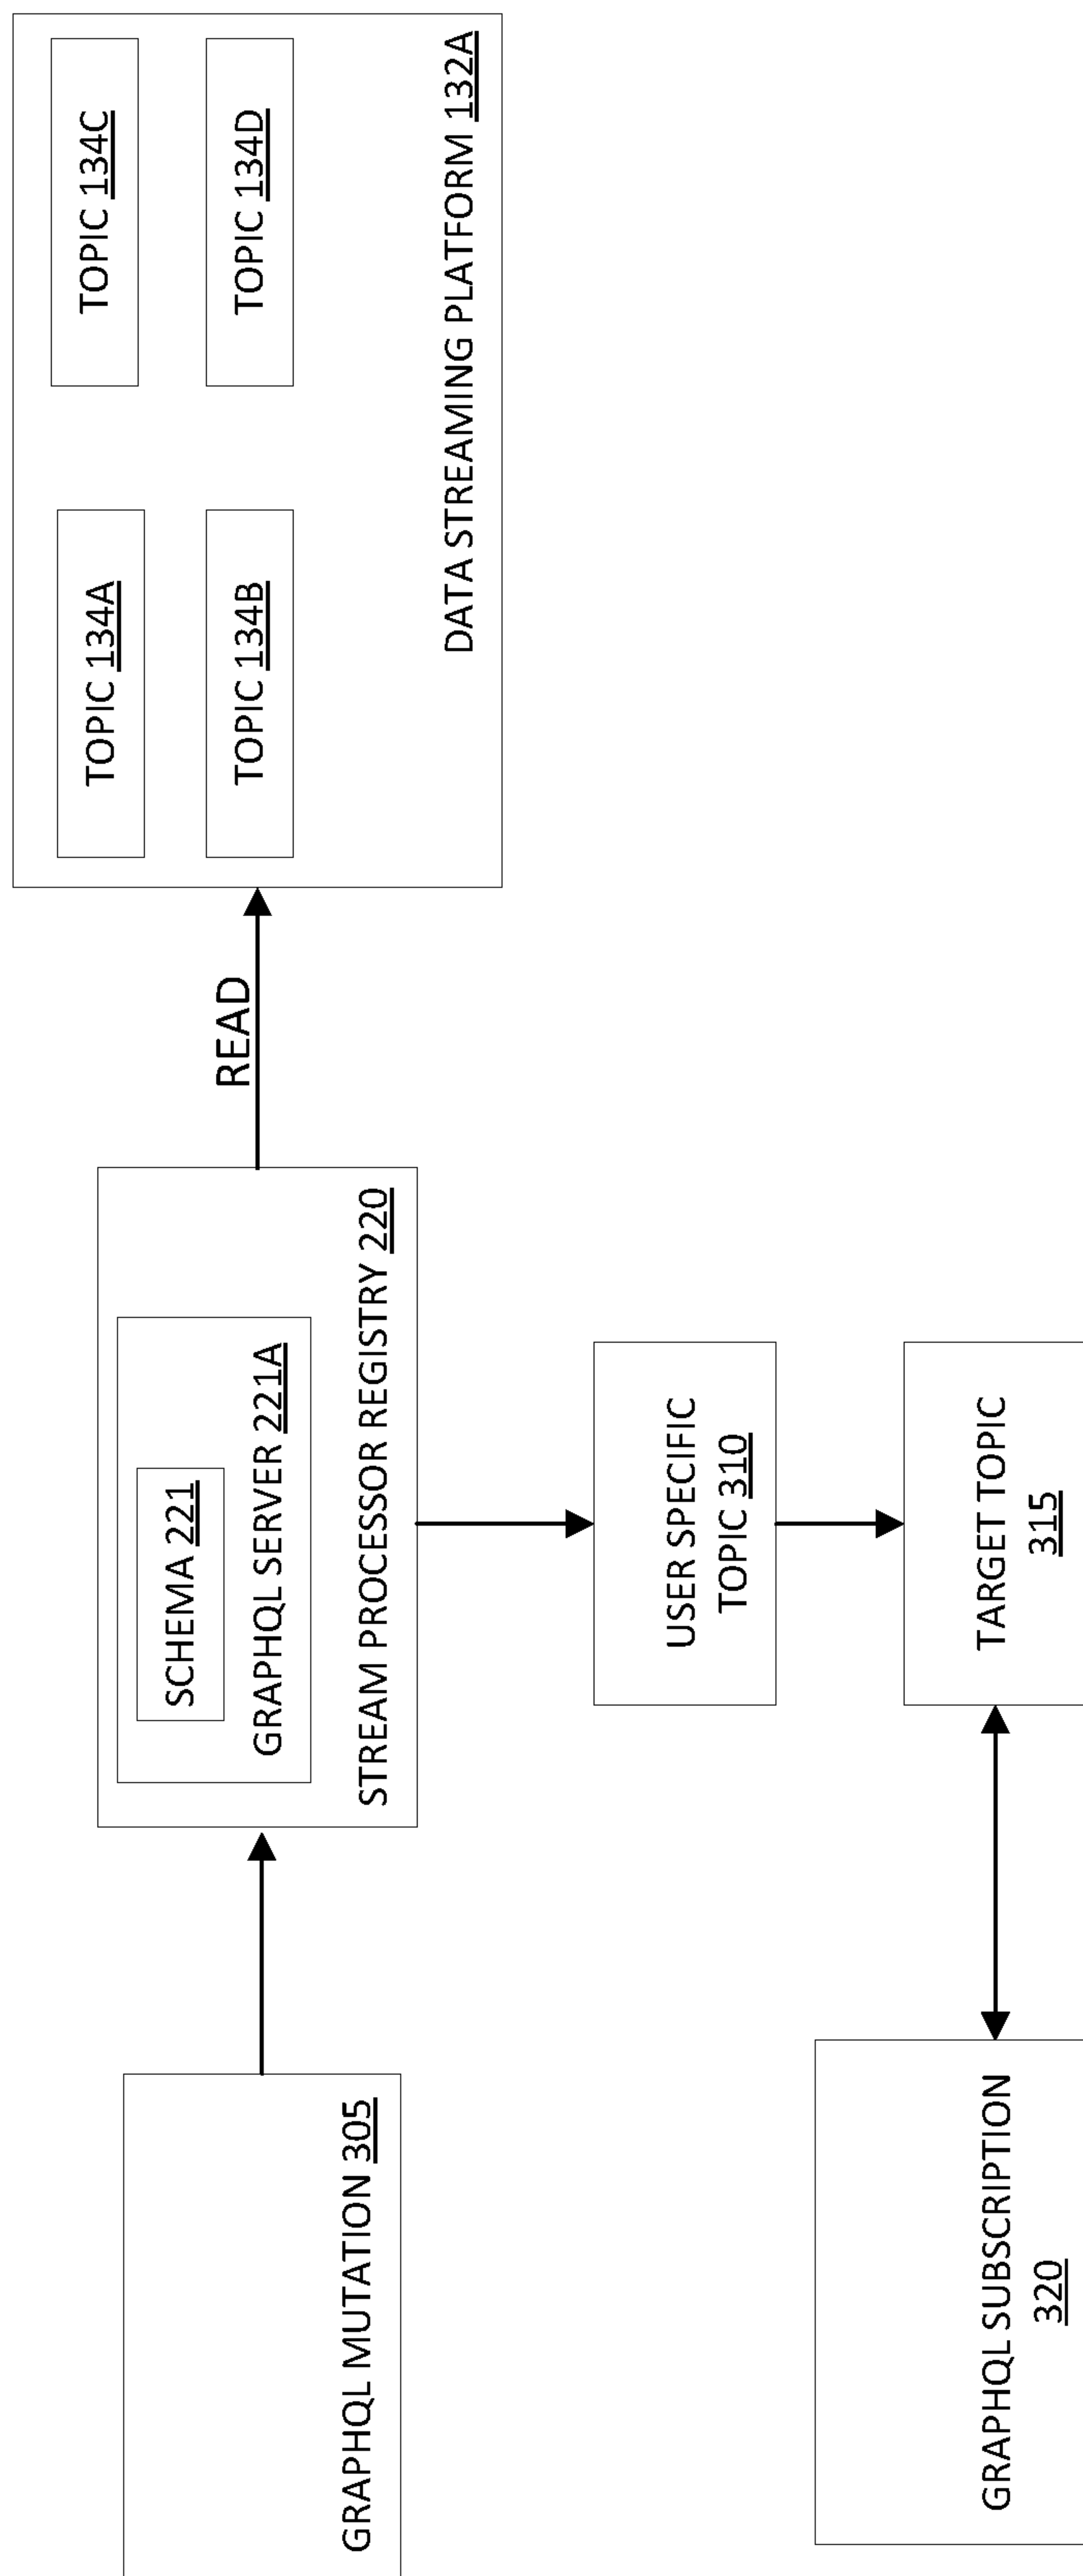 GRAPHQL MUTATION 305
SCHEMA 221
GRAPHQL SERVER 221A
STREAM PROCESSOR REGISTRY 220
READ
TOPIC 134A
TOPIC 134C
TOPIC 134B
TOPIC 134D
DATA STREAMING PLATFORM 132A
USER SPECIFIC
TOPIC 310
GRAPHQL SUBSCRIPTION
320
TARGET TOPIC
315